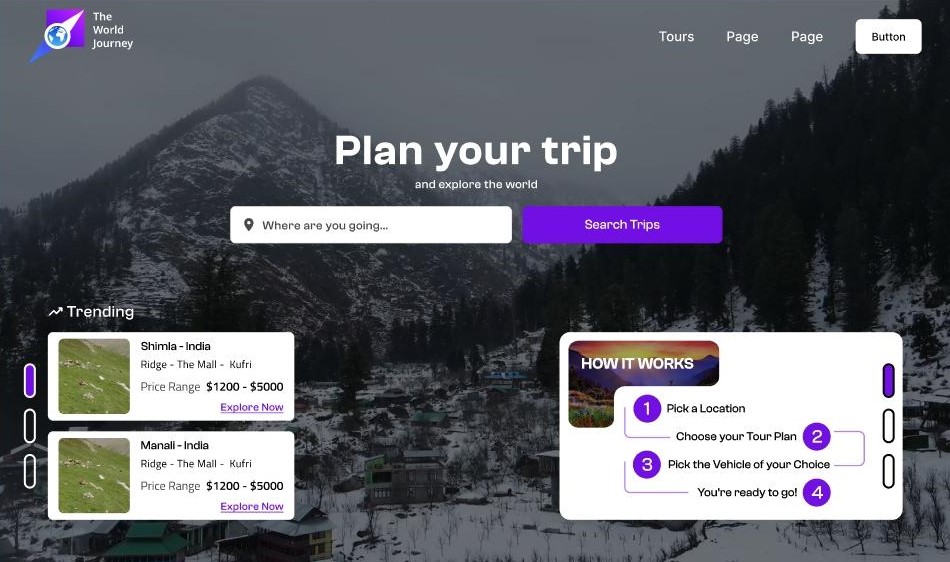 The
World
Journey
Tours
Page
Page
Button
Plan your trip
and explore the world
Where are you going...
Search Trips
Trending
Shimla - India
Ridge - The Mall - Kufri
Price Range $1200 - $5000
Explore Now
Manali - India
Ridge - The Mall - Kufri
Price Range $1200 - $5000
Explore Now
HOW IT WORKS
1 Pick a Location
Choose your Tour Plan 2
3 Pick the Vehicle of your Choice
You're ready to go! 4